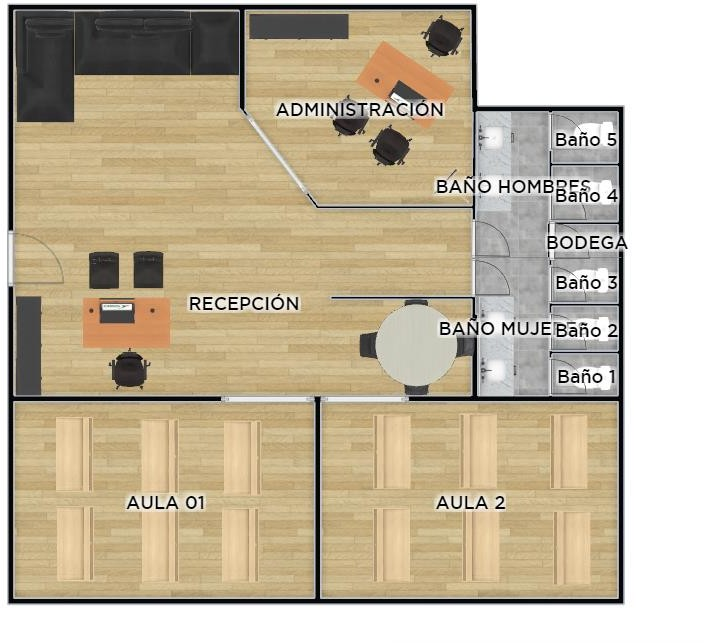 ADMINISTRACIÓN
Baño 5
BAÑO HOMBRES
Baño 4
BODEGA
Baño 3
RECEPCIÓN
BAÑO MUJE
Baño 2
Baño 1
AULA 01
AULA 2